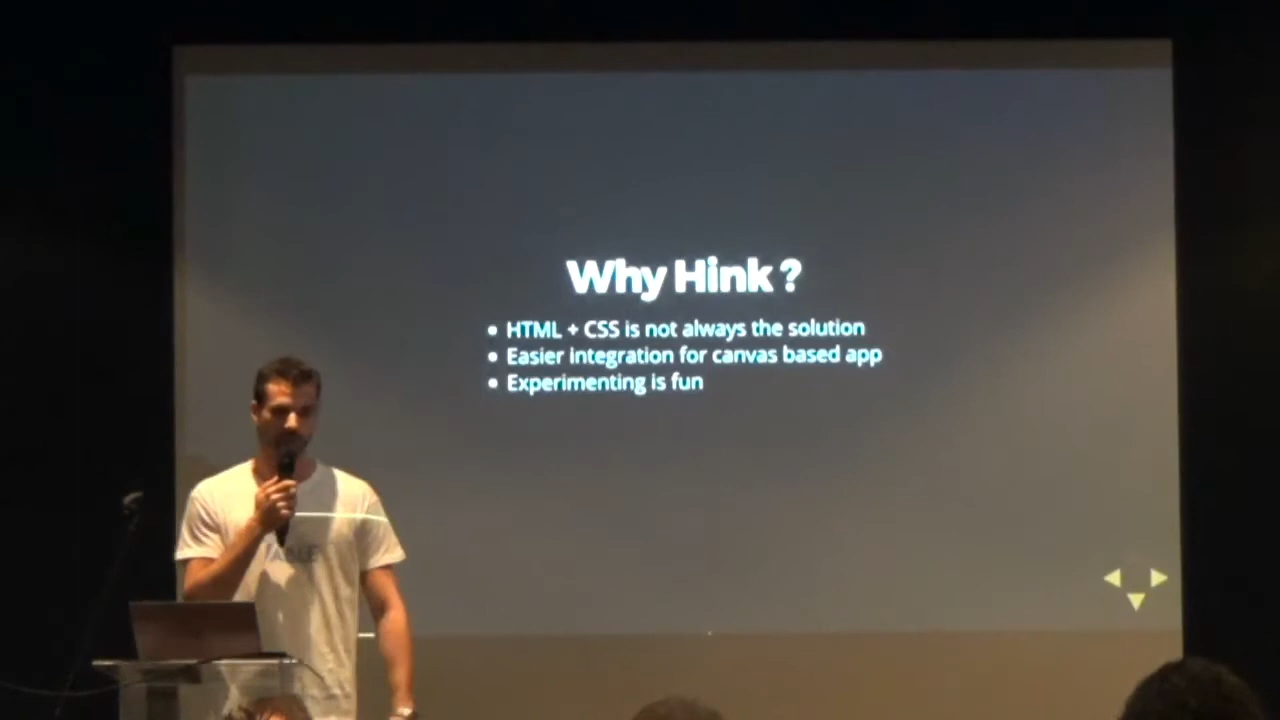 Why Hink ?
HTML + CSS is not always the solution
Easier integration for canvas based app
Experimenting is fun